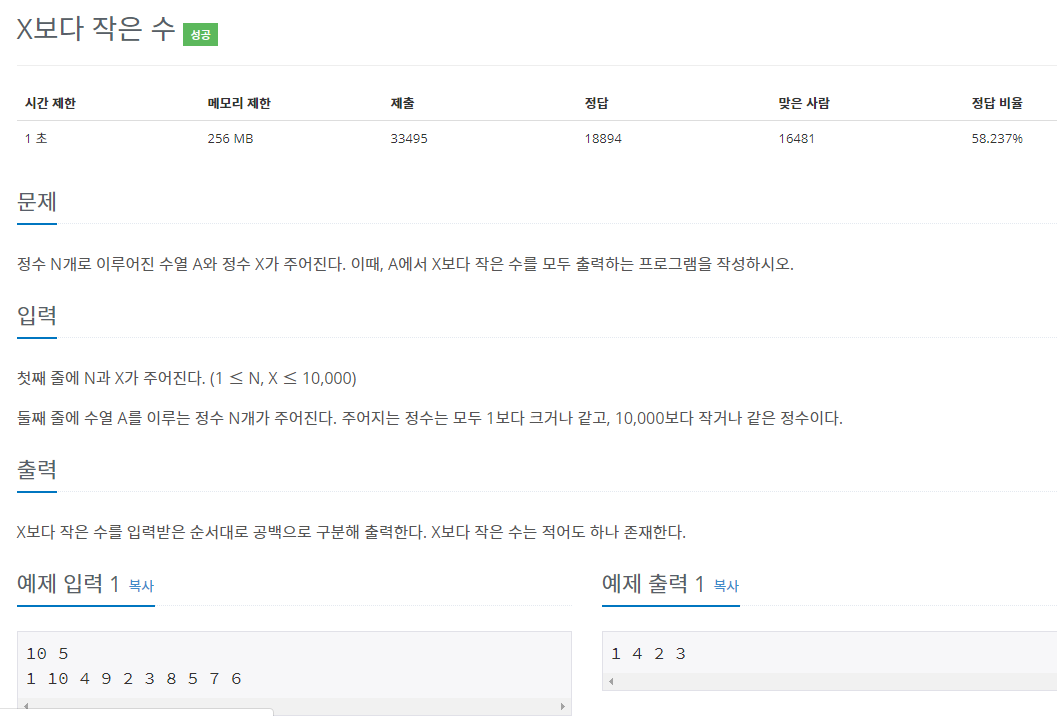 X보다 작은 수 성공
시간 제한 메모리 제한 제출 정답 맞은 사람 정답 비율
1 초 256 MB 33495 18894 16481 58.237%
문제
정수 N개로 이루어진 수열 A와 정수 X가 주어진다. 이때, A에서 X보다 작은 수를 모두 출력하는 프로그램을 작성하시오.
입력
첫째 줄에 N과 X가 주어진다. (1 ≤ N, X ≤ 10,000)
둘째 줄에 수열 A를 이루는 정수 N개가 주어진다. 주어지는 정수는 모두 1보다 크거나 같고, 10,000보다 작거나 같은 정수이다.
출력
X보다 작은 수를 입력받은 순서대로 공백으로 구분해 출력한다. X보다 작은 수는 적어도 하나 존재한다.
예제 입력 1 복사
10 5
1 10 4 9 2 3 8 5 7 6
예제 출력 1 복사
1 4 2 3